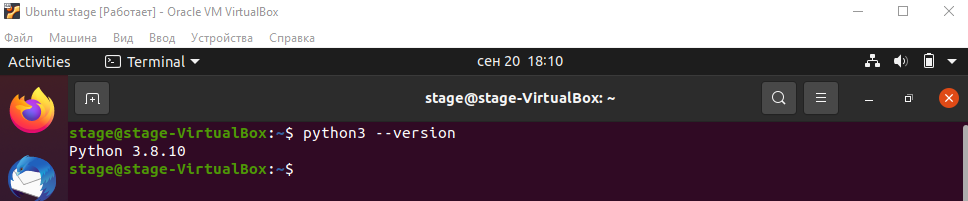 Ubuntu stage [Работает] - Oracle VM VirtualBox
Файл Машина Вид Ввод Устройства Справка
Activities Terminal сен 20 18:10
stage@stage-VirtualBox: ~
stage@stage-VirtualBox:~$ python3 --version
Python 3.8.10
stage@stage-VirtualBox:~$